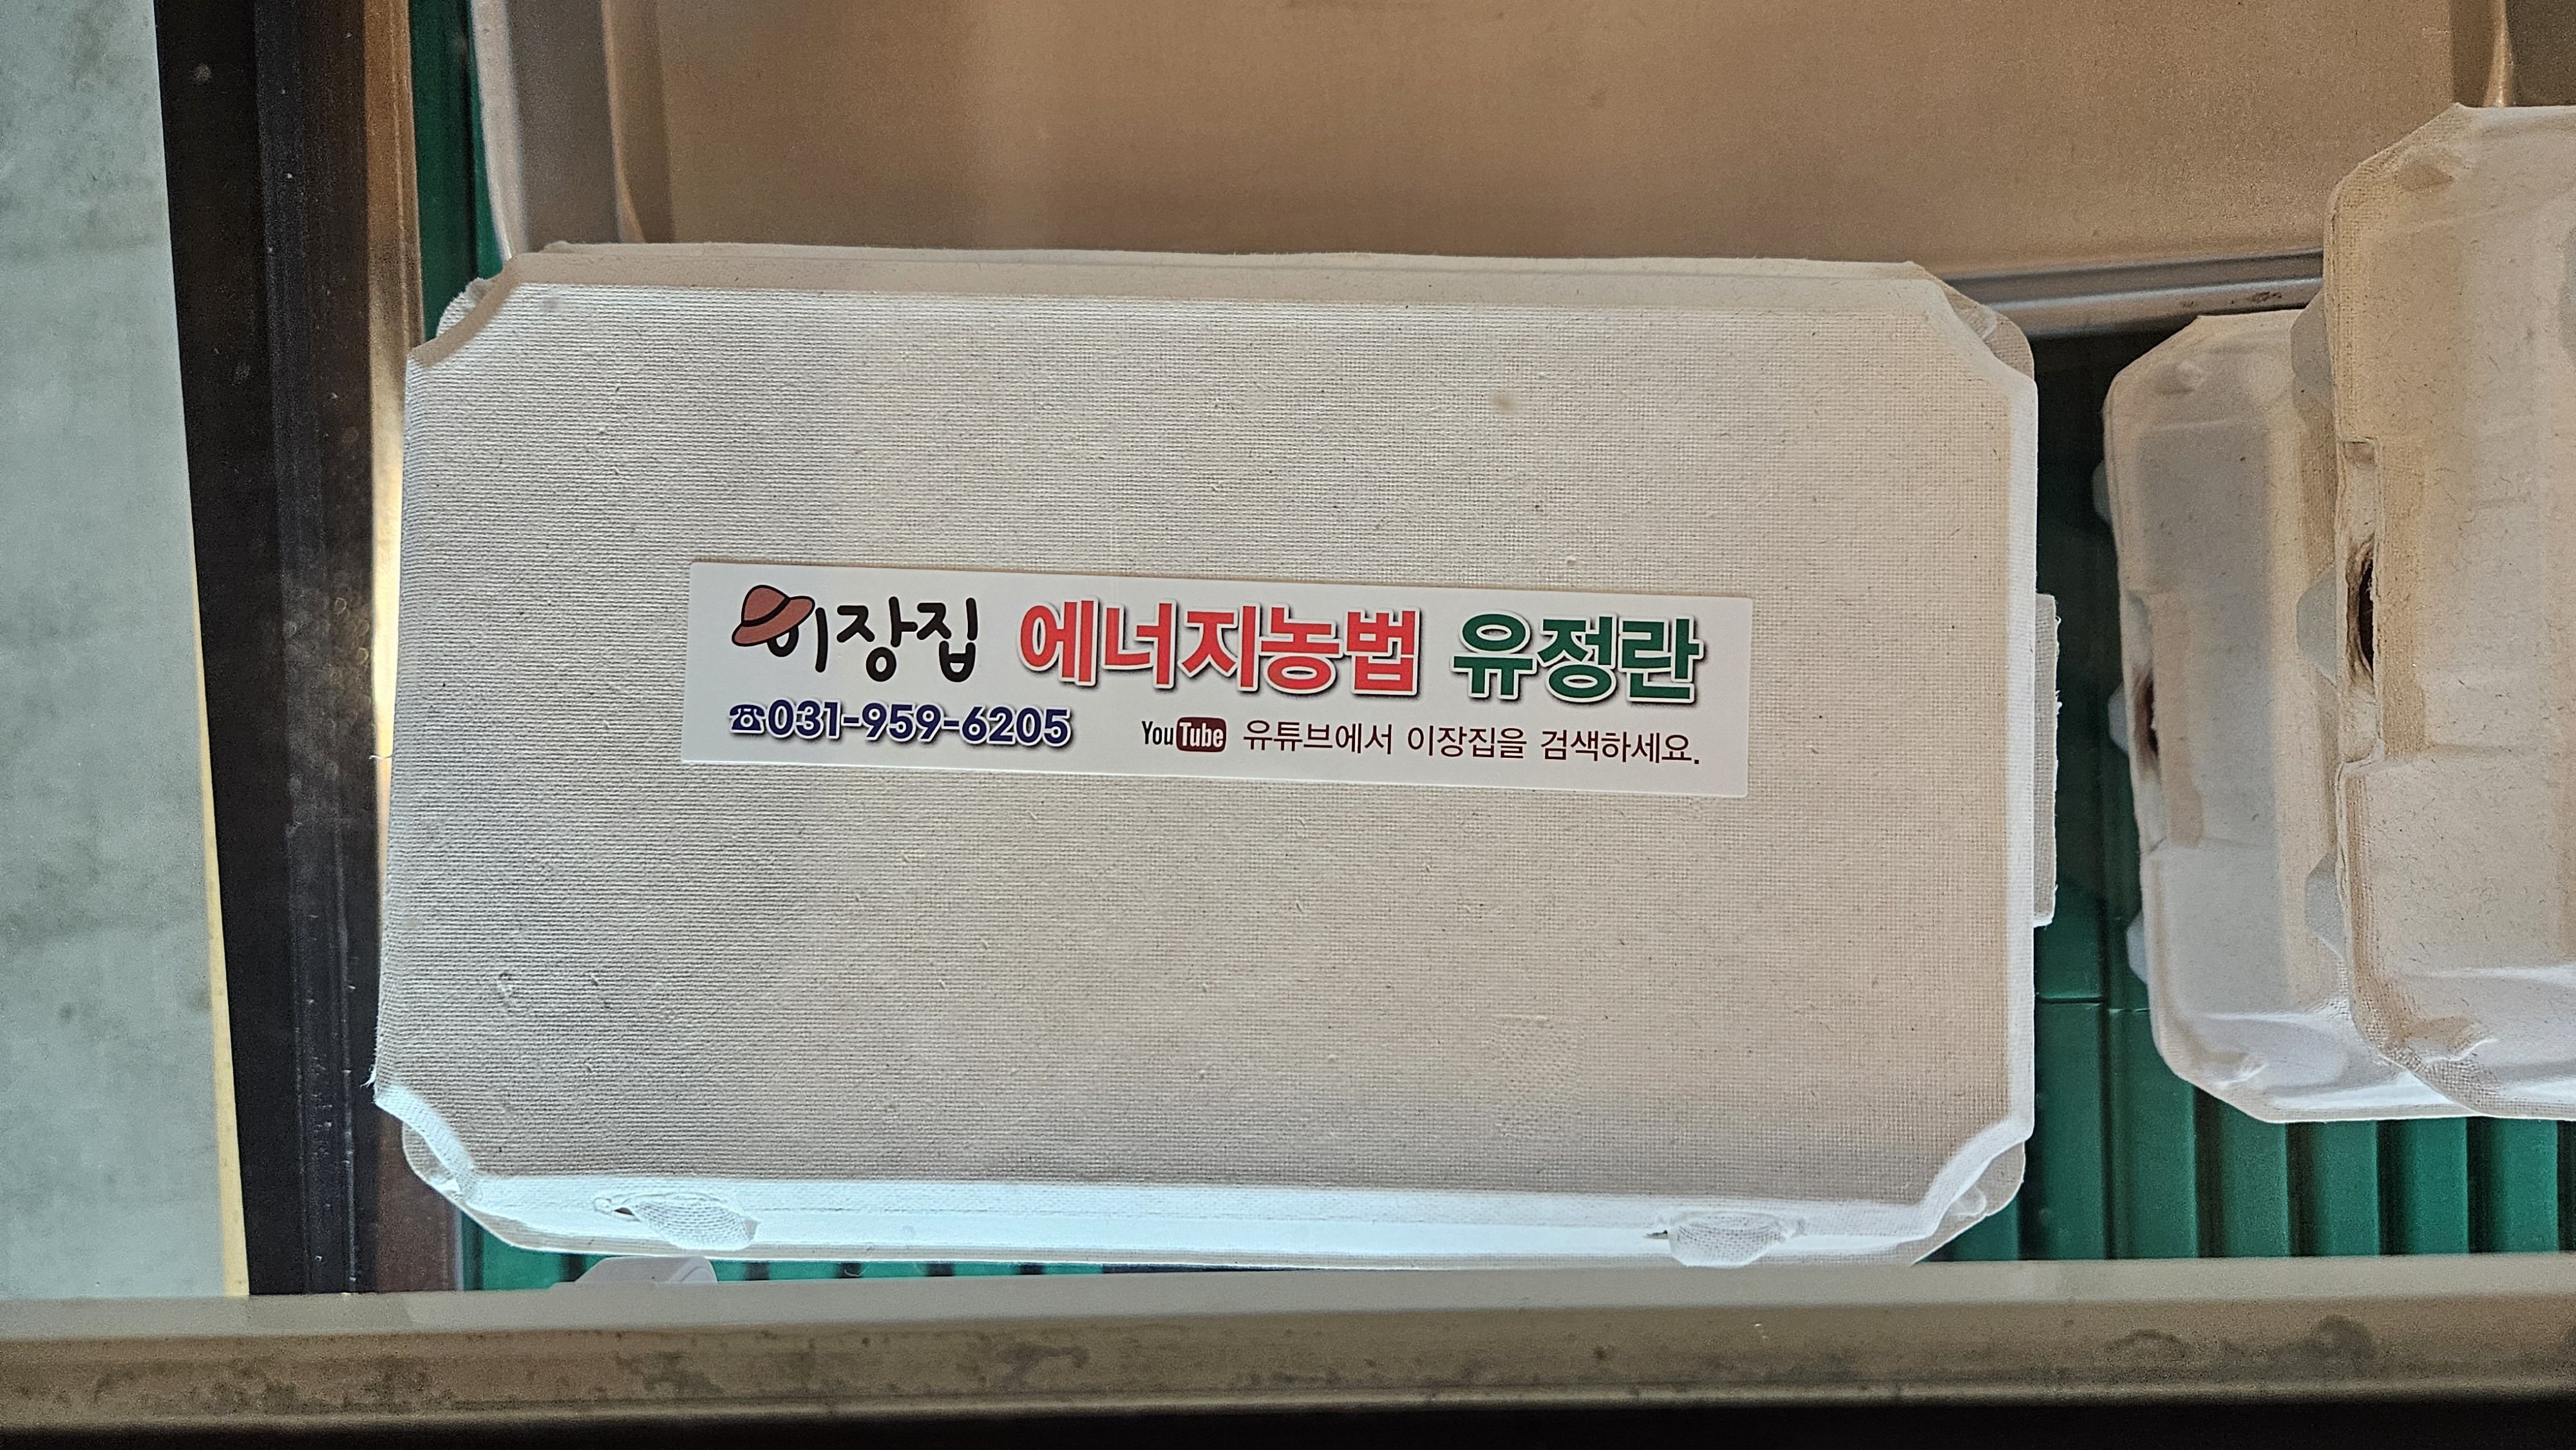 이장집 에너지농법 유정란
☎031-959-6205 YouTube 유튜브에서 이장집을 검색하세요.